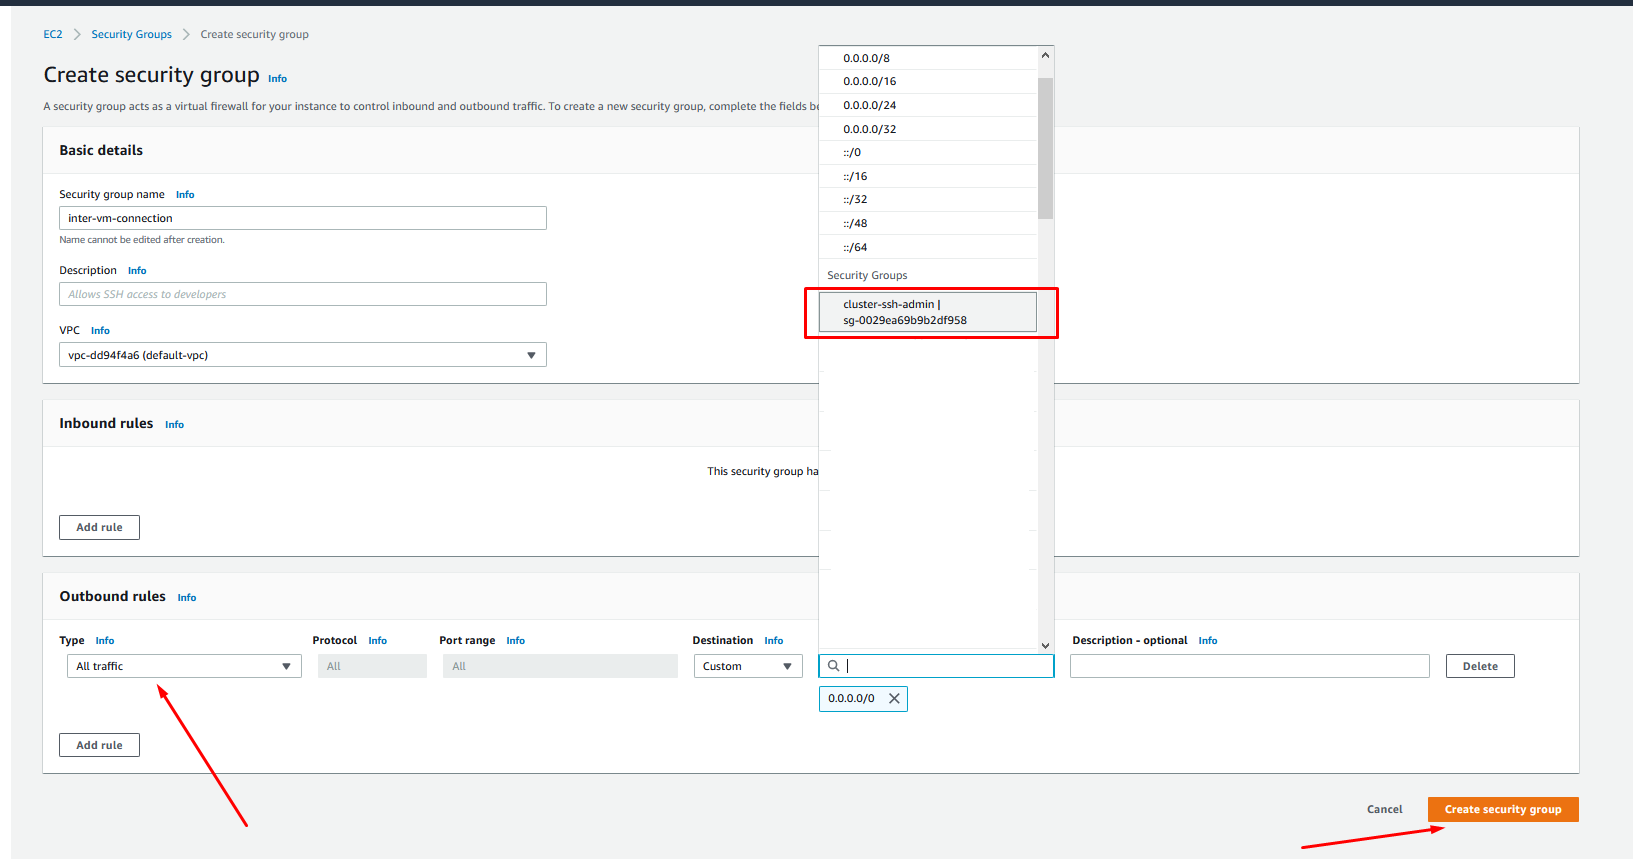 EC2 > Security Groups > Create security group
Create security group Info
A security group acts as a virtual firewall for your instance to control inbound and outbound traffic. To create a new security group, complete the fields be
Basic details
Security group name Info
inter-vm-connection
Name cannot be edited after creation.
Description Info
Allows SSH access to developers
VPC Info
vpc-dd94f4a6 (default-vpc)
0.0.0.0/8
0.0.0.0/16
0.0.0.0/24
0.0.0.0/32
::/0
::/16
::/32
::/48
::/64
Security Groups
cluster-ssh-admin |
sg-0029ea69b9b2df958
Inbound rules Info
This security group ha
Add rule
Outbound rules Info
Type Info Protocol Info Port range Info Destination Info Description - optional Info
All traffic All All Custom Delete
0.0.0.0/0
Add rule
Cancel Create security group